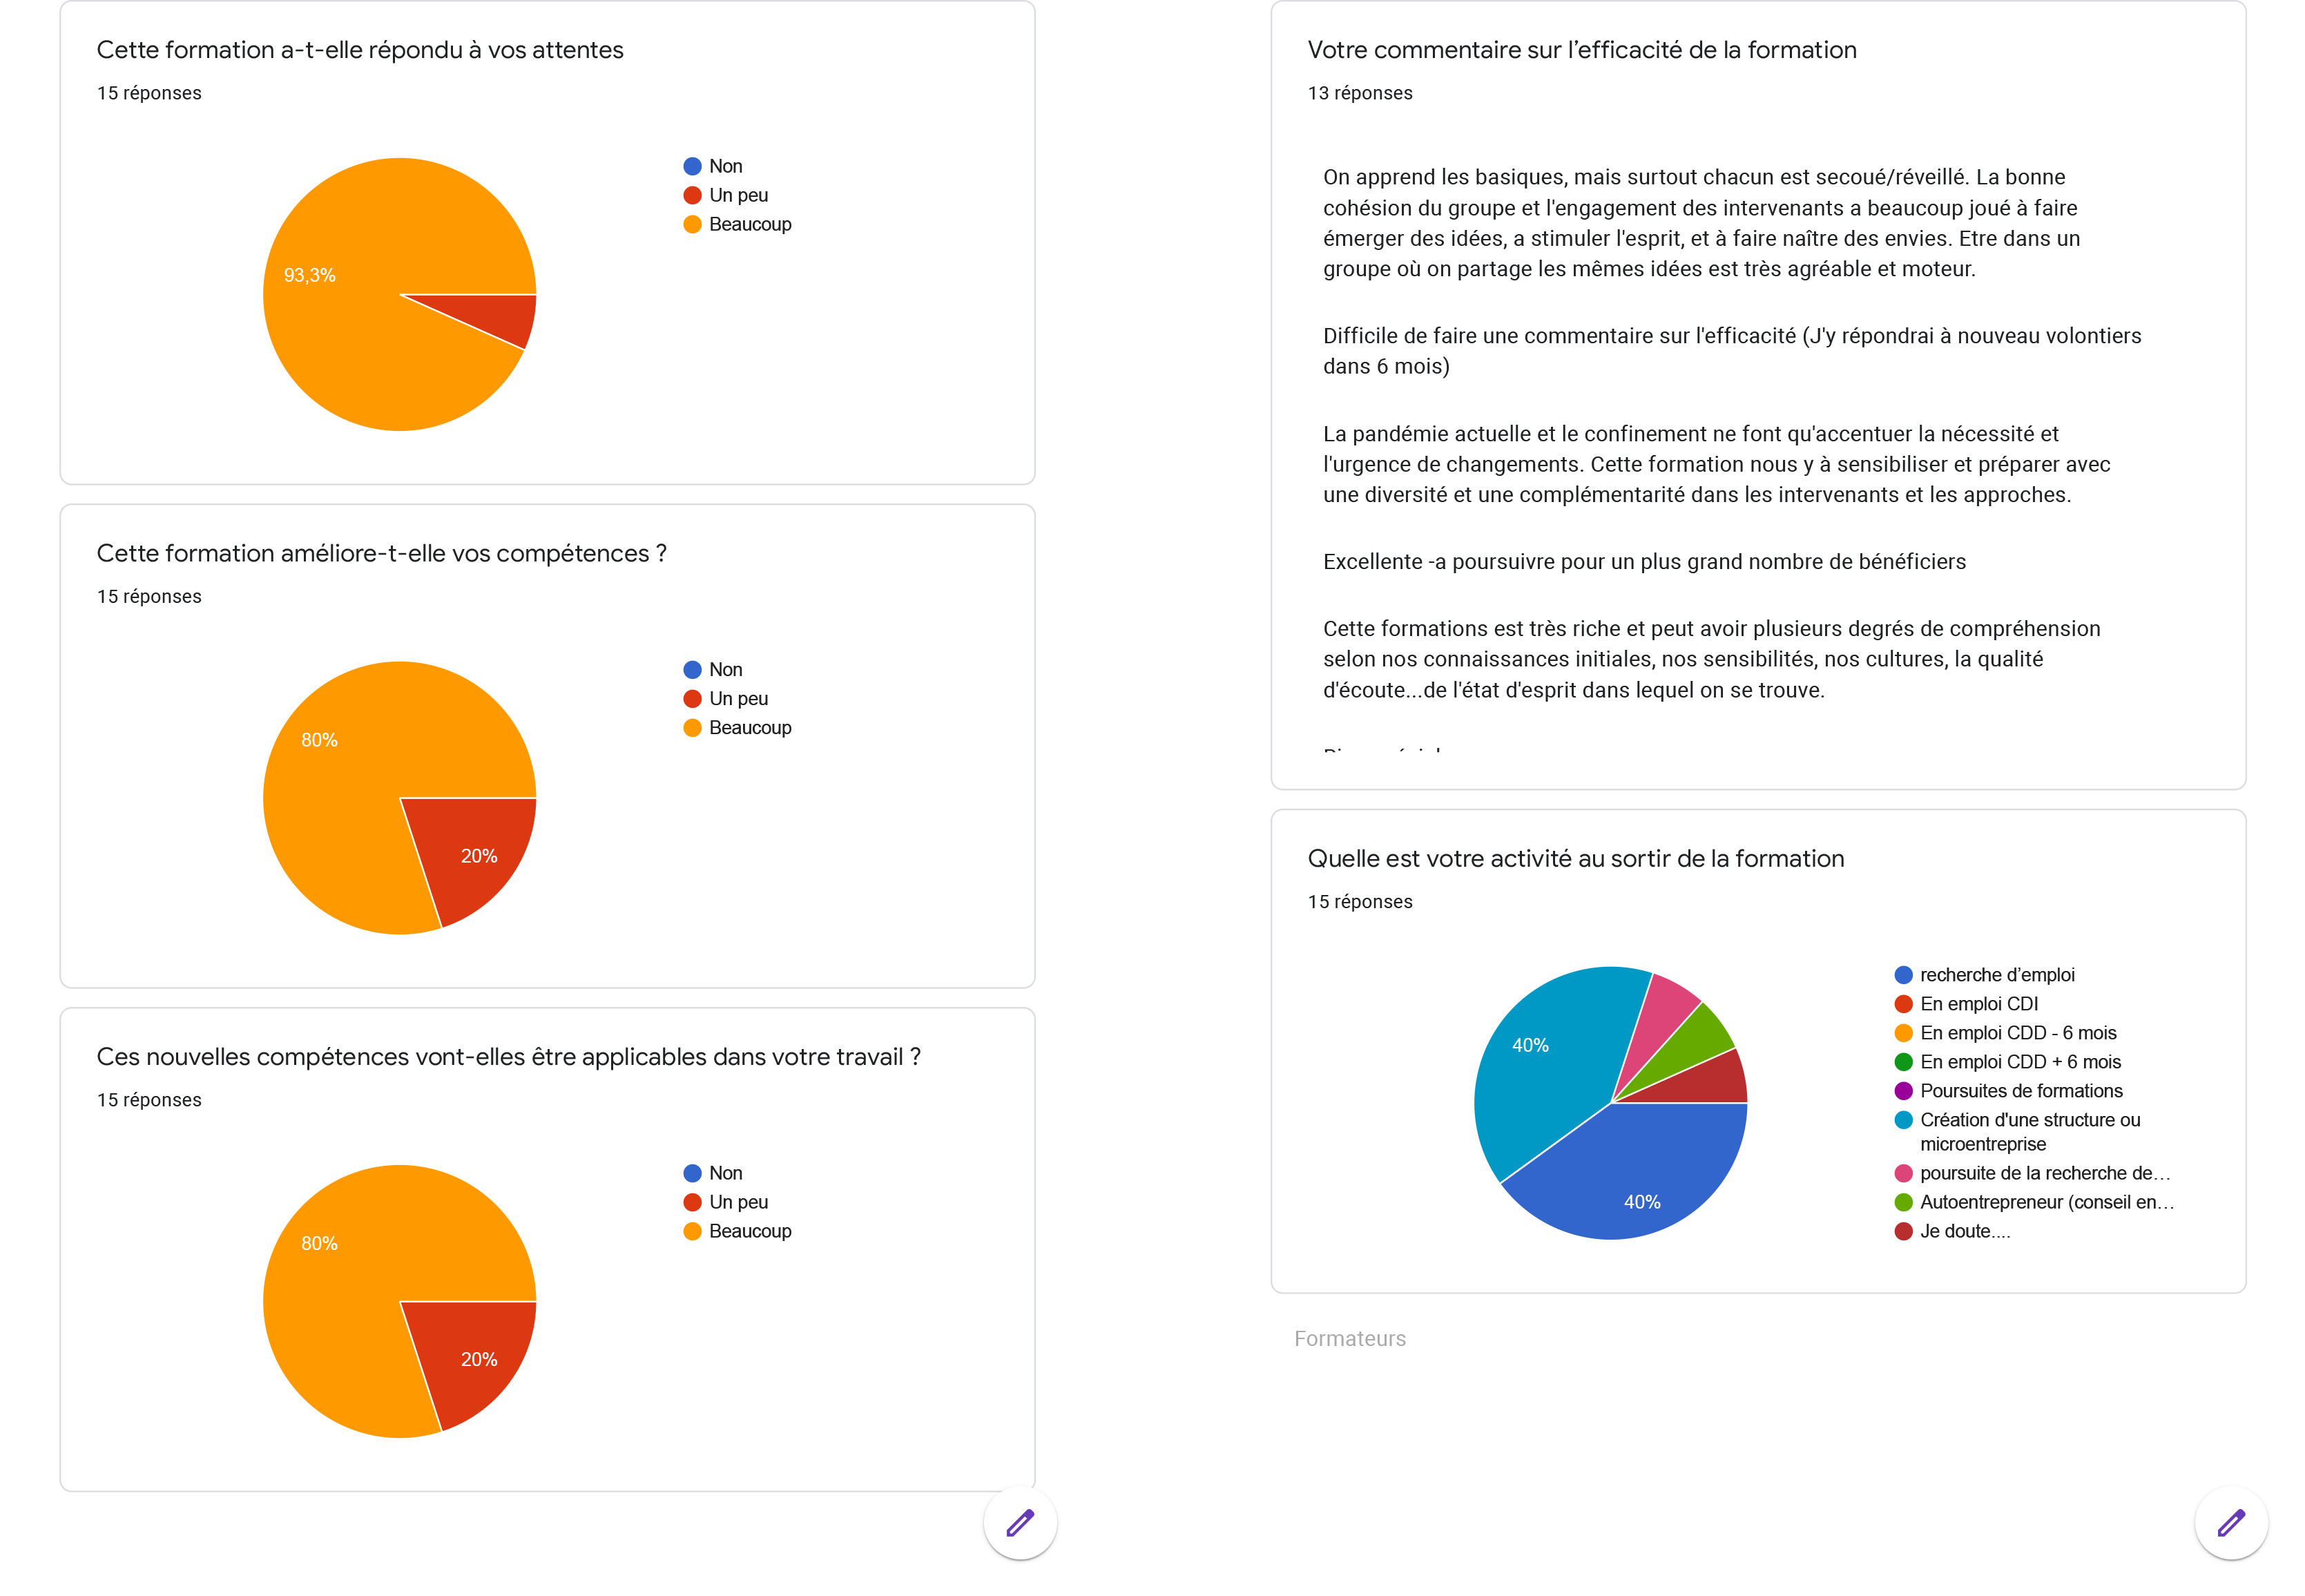 Cette formation a-t-elle répondu à vos attentes
15 réponses
Non
Un peu
Beaucoup
93,3%
Cette formation améliore-t-elle vos compétences ?
15 réponses
Non
Un peu
Beaucoup
80%
20%
Ces nouvelles compétences vont-elles être applicables dans votre travail ?
15 réponses
Non
Un peu
Beaucoup
80%
20%
Votre commentaire sur l’efficacité de la formation
13 réponses
On apprend les basiques, mais surtout chacun est secoué/réveillé. La bonne
cohésion du groupe et l'engagement des intervenants a beaucoup joué à faire
émerger des idées, a stimuler l'esprit, et à faire naître des envies. Etre dans un
groupe où on partage les mêmes idées est très agréable et moteur.
Difficile de faire une commentaire sur l'efficacité (J'y répondrai à nouveau volontiers
dans 6 mois)
La pandémie actuelle et le confinement ne font qu'accentuer la nécessité et
l'urgence de changements. Cette formation nous y à sensibiliser et préparer avec
une diversité et une complémentarité dans les intervenants et les approches.
Excellente -a poursuivre pour un plus grand nombre de bénéficiers
Cette formations est très riche et peut avoir plusieurs degrés de compréhension
selon nos connaissances initiales, nos sensibilités, nos cultures, la qualité
d'écoute...de l'état d'esprit dans lequel on se trouve.
Quelle est votre activité au sortir de la formation
15 réponses
recherche d’emploi
En emploi CDI
En emploi CDD - 6 mois
En emploi CDD + 6 mois
Poursuites de formations
Création d'une structure ou
microentreprise
poursuite de la recherche de…
Autoentrepreneur (conseil en…
Je doute....
40%
40%
Formateurs